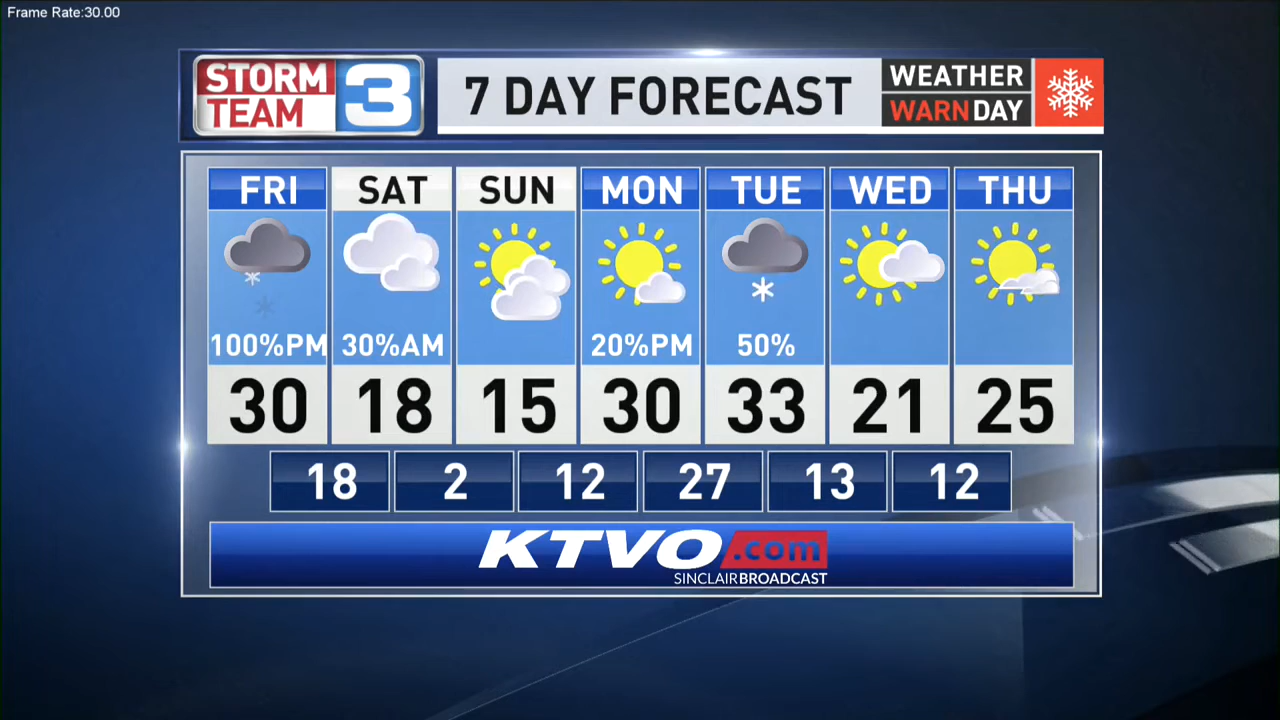 Frame Rate:30.00
STORM TEAM 3
7 DAY FORECAST
WEATHER
WARN DAY
FRI SAT SUN MON TUE WED THU
100%PM 30%AM 20%PM 50%
30 18 15 30 33 21 25
18 2 12 27 13 12
KTVO.com
SINCLAIRBROADCAST